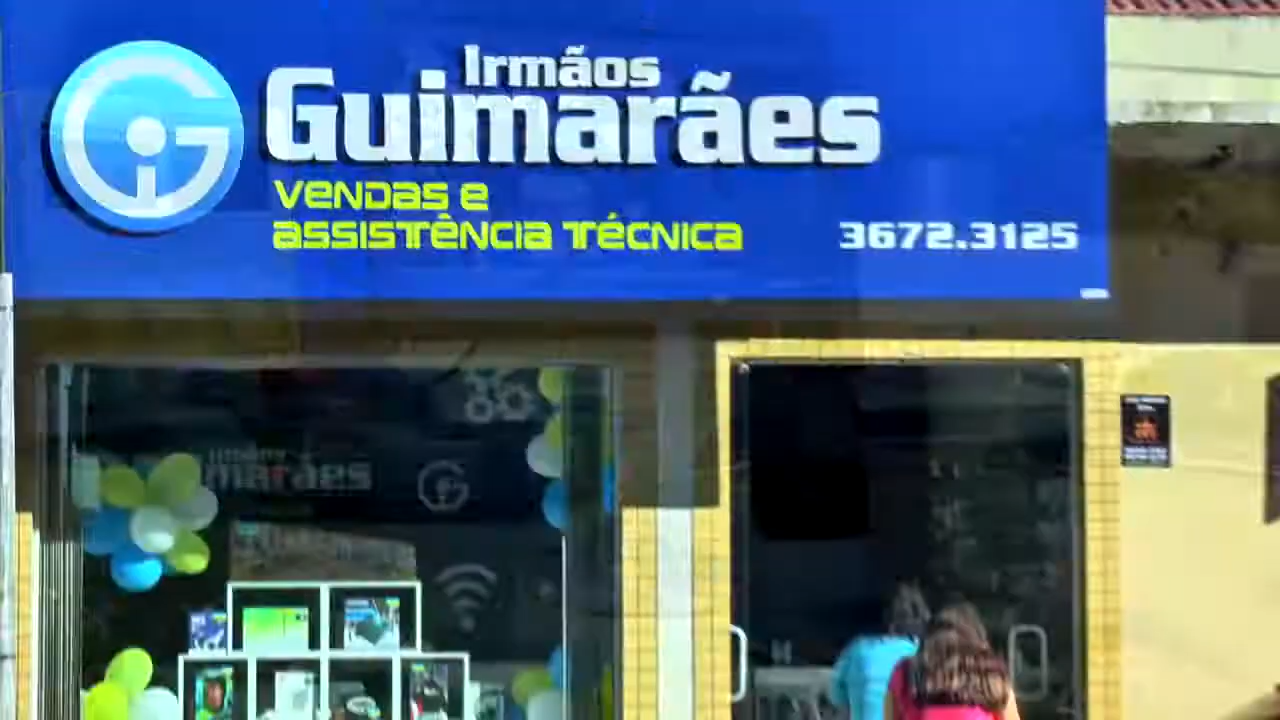 Irmãos
Guimarães
vendas e
assistência técnica
3672.3125
marães